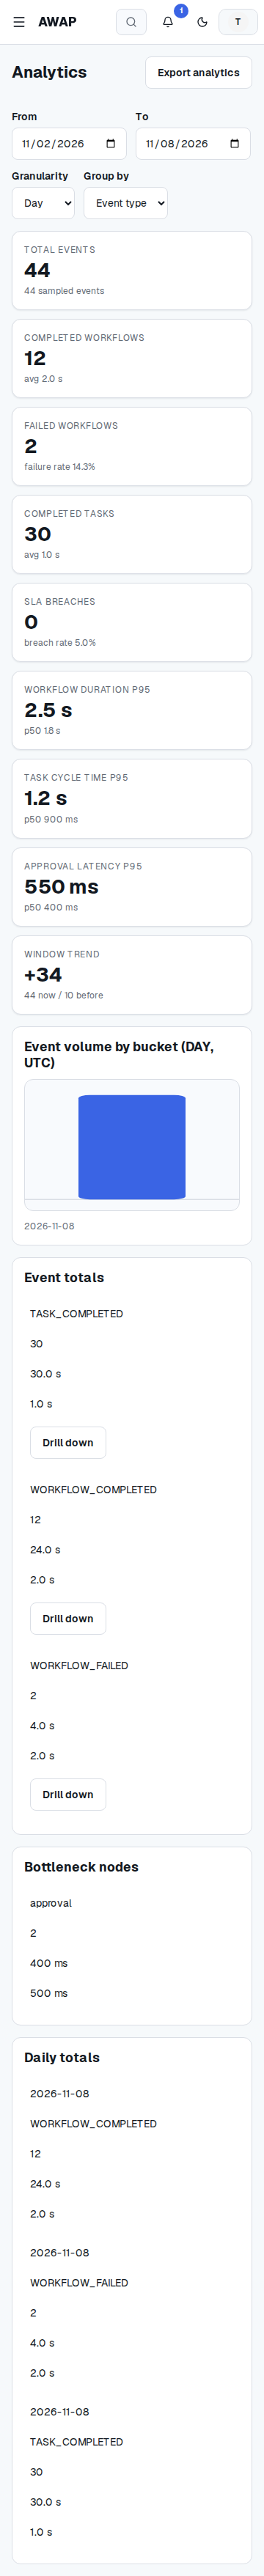 AWAP
1
T
Analytics
Export analytics
From
To
11/02/2026
11/08/2026
Granularity
Group by
Day
Event type
TOTAL EVENTS
44
44 sampled events
COMPLETED WORKFLOWS
12
avg 2.0 s
FAILED WORKFLOWS
2
failure rate 14.3%
COMPLETED TASKS
30
avg 1.0 s
SLA BREACHES
0
breach rate 5.0%
WORKFLOW DURATION P95
2.5 s
p50 1.8 s
TASK CYCLE TIME P95
1.2 s
p50 900 ms
APPROVAL LATENCY P95
550 ms
p50 400 ms
WINDOW TREND
+34
44 now / 10 before
Event volume by bucket (DAY,
UTC)
2026-11-08
Event totals
TASK_COMPLETED
30
30.0 s
1.0 s
Drill down
WORKFLOW_COMPLETED
12
24.0 s
2.0 s
Drill down
WORKFLOW_FAILED
2
4.0 s
2.0 s
Drill down
Bottleneck nodes
approval
2
400 ms
500 ms
Daily totals
2026-11-08
WORKFLOW_COMPLETED
12
24.0 s
2.0 s
2026-11-08
WORKFLOW_FAILED
2
4.0 s
2.0 s
2026-11-08
TASK_COMPLETED
30
30.0 s
1.0 s